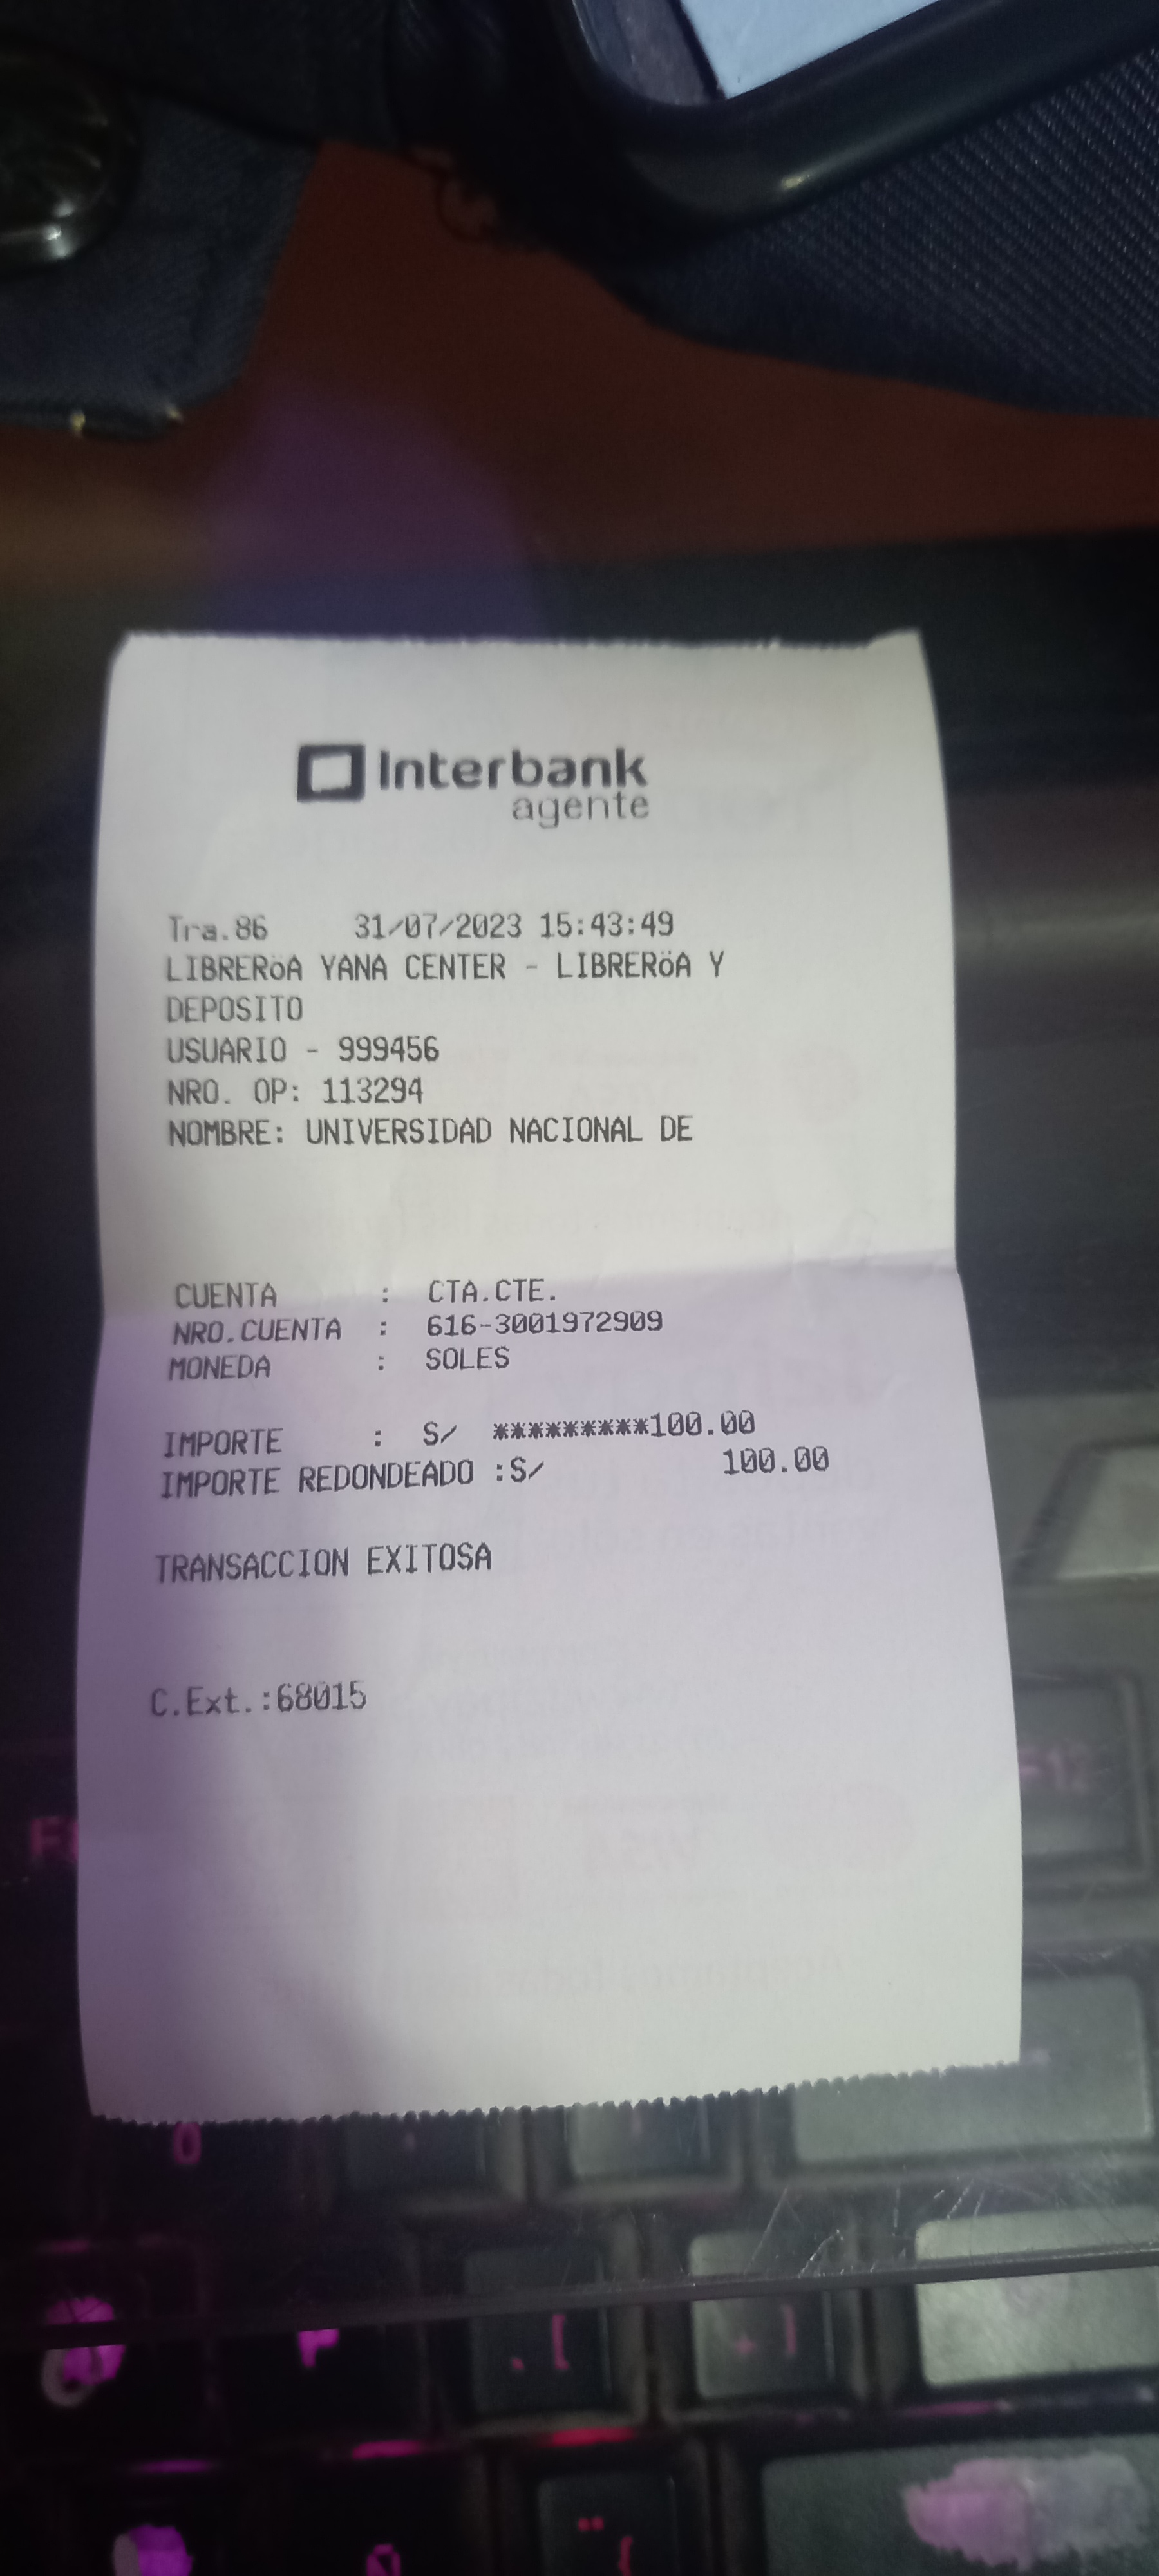 Interbank
agente
Tra.86 31/07/2023 15:43:49
LIBRERöA YANA CENTER - LIBRERöA Y
DEPOSITO
USUARIO - 999456
NRO. OP: 113294
NOMBRE: UNIVERSIDAD NACIONAL DE
CUENTA : CTA.CTE.
NRO.CUENTA : 616-3001972909
MONEDA : SOLES
IMPORTE : S/ *********100.00
IMPORTE REDONDEADO :S/ 100.00
TRANSACCION EXITOSA
C.Ext.:68015
F12
0
P
[
+ ]
¨ {